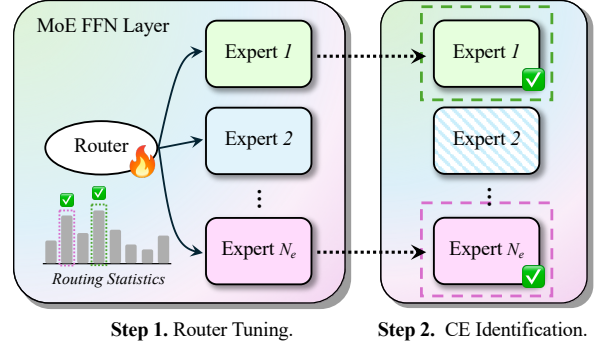 MoE FFN Layer
Router
Expert 1
Expert 2
⋮
Expert Nₑ
Routing Statistics
Step 1. Router Tuning.
Expert 1
Expert 2
⋮
Expert Nₑ
Step 2. CE Identification.